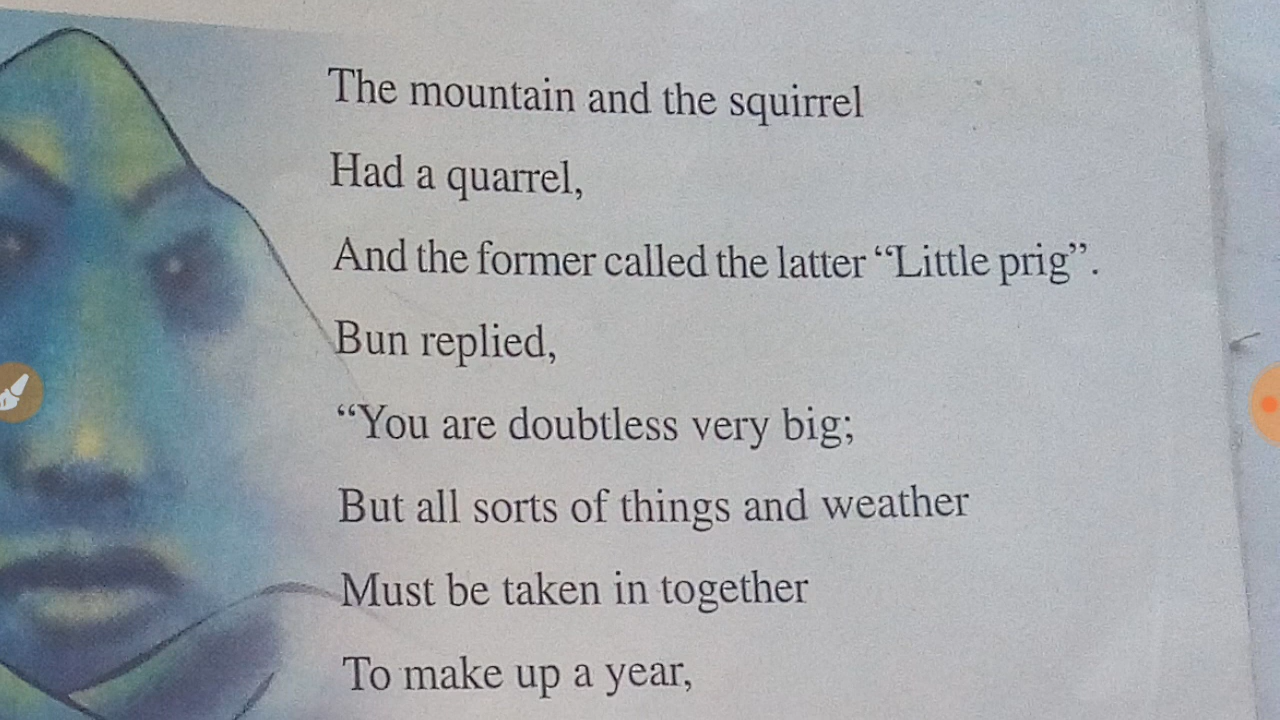 The mountain and the squirrel
Had a quarrel,
And the former called the latter “Little prig”.
Bun replied,
“You are doubtless very big;
But all sorts of things and weather
Must be taken in together
To make up a year,